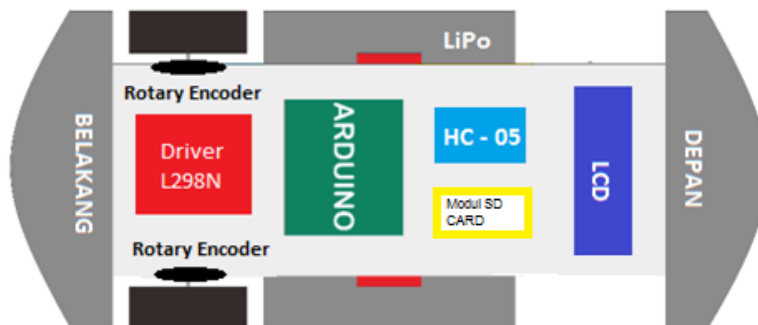 LiPo
Rotary Encoder
BELAKANG
Driver
L298N
ARDUINO
HC - 05
Modul SD
CARD
LCD
DEPAN
Rotary Encoder